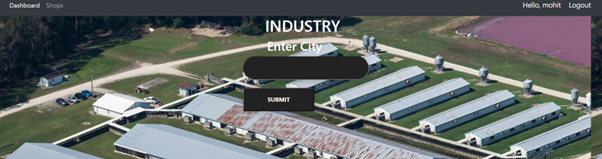 Dashboard Shops Hello, mohit Logout
INDUSTRY
Enter City
SUBMIT